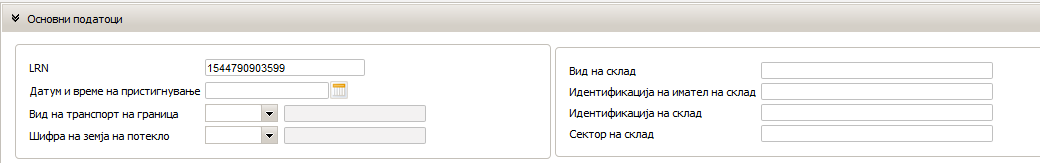 Основни податоци
LRN 1544790903599
Датум и време на пристигнување
Вид на транспорт на граница
Шифра на земја на потекло
Вид на склад
Идентификација на имател на склад
Идентификација на склад
Сектор на склад